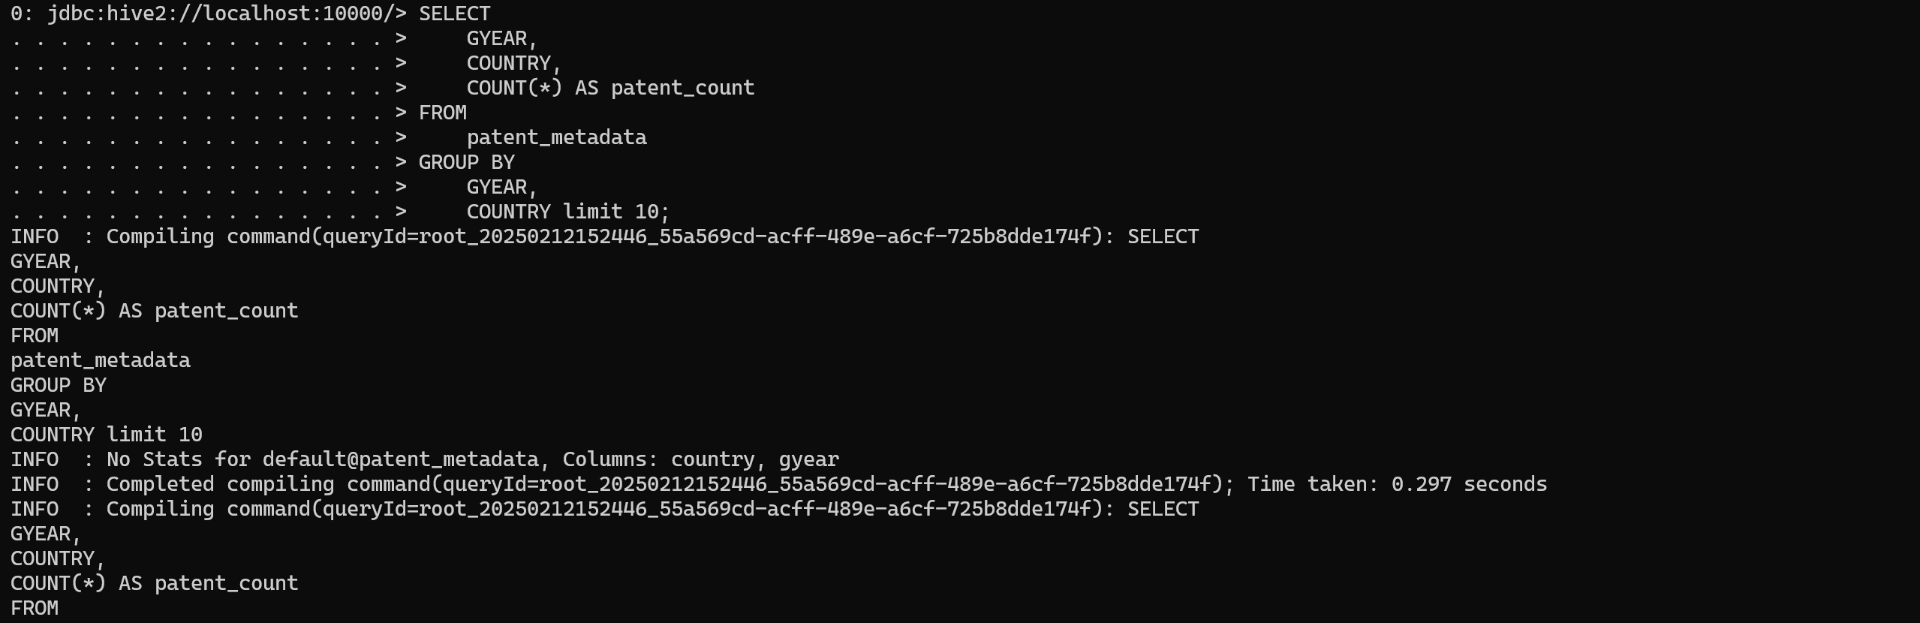 0: jdbc:hive2://localhost:10000/> SELECT
. . . . . . . . . . . . . . . . >     GYEAR,
. . . . . . . . . . . . . . . . >     COUNTRY,
. . . . . . . . . . . . . . . . >     COUNT(*) AS patent_count
. . . . . . . . . . . . . . . . > FROM
. . . . . . . . . . . . . . . . >     patent_metadata
. . . . . . . . . . . . . . . . > GROUP BY
. . . . . . . . . . . . . . . . >     GYEAR,
. . . . . . . . . . . . . . . . >     COUNTRY limit 10;
INFO  : Compiling command(queryId=root_20250212152446_55a569cd-acff-489e-a6cf-725b8dde174f): SELECT
GYEAR,
COUNTRY,
COUNT(*) AS patent_count
FROM
patent_metadata
GROUP BY
GYEAR,
COUNTRY limit 10
INFO  : No Stats for default@patent_metadata, Columns: country, gyear
INFO  : Completed compiling command(queryId=root_20250212152446_55a569cd-acff-489e-a6cf-725b8dde174f); Time taken: 0.297 seconds
INFO  : Compiling command(queryId=root_20250212152446_55a569cd-acff-489e-a6cf-725b8dde174f): SELECT
GYEAR,
COUNTRY,
COUNT(*) AS patent_count
FROM